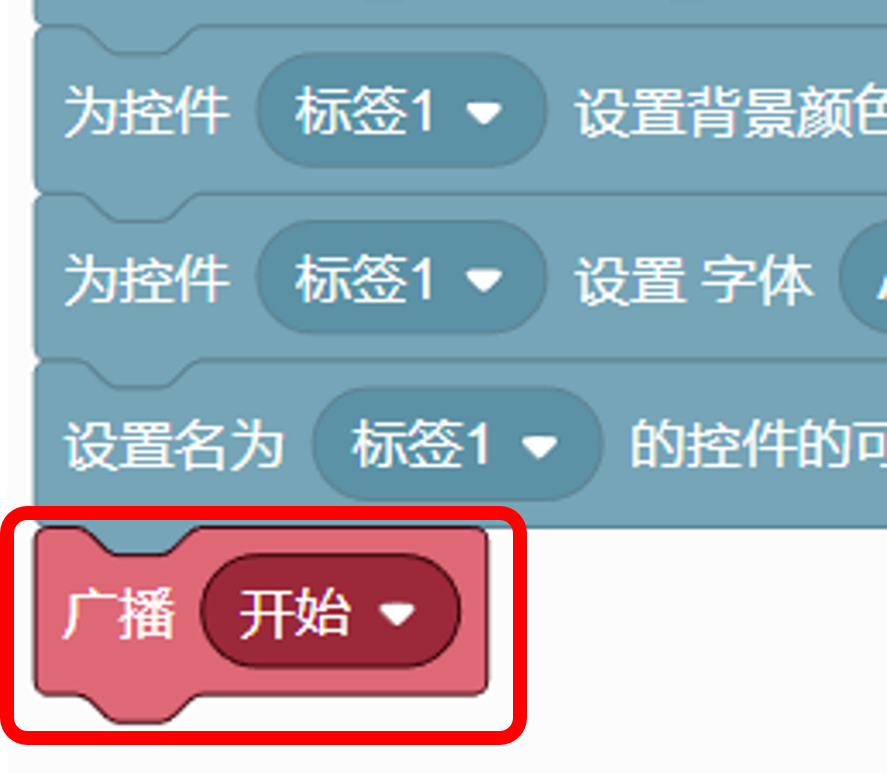 为控件 标签1 设置背景颜色
为控件 标签1 设置 字体
设置名为 标签1 的控件的可
广播 开始